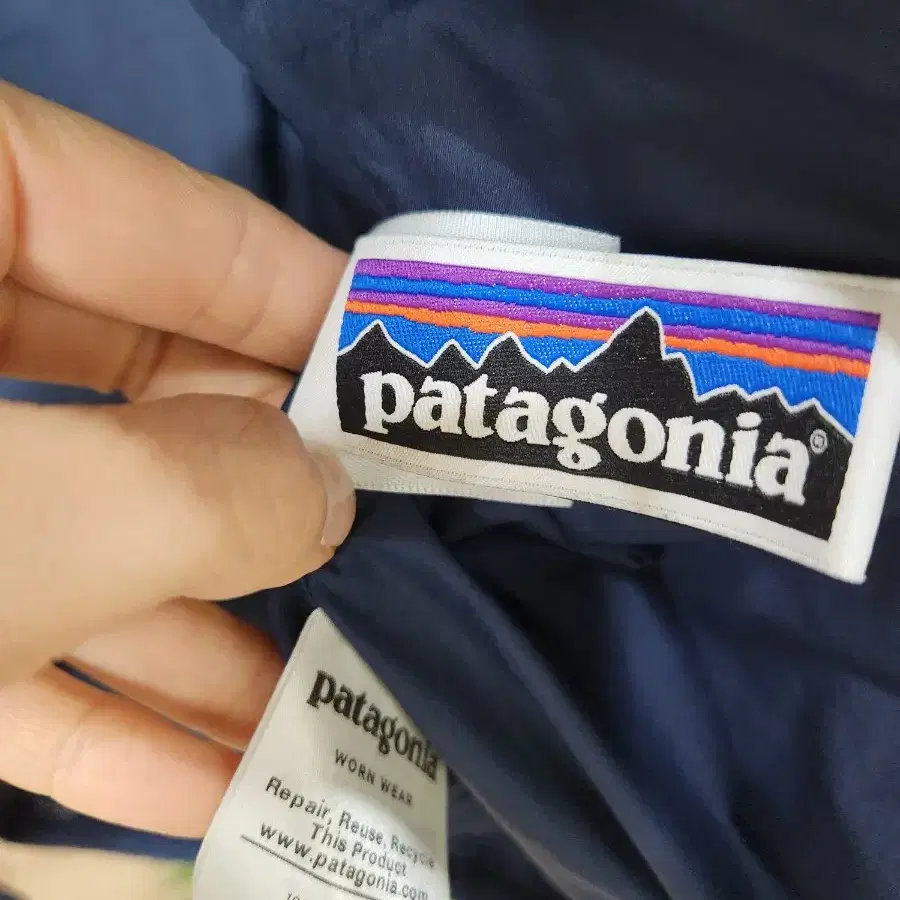 patagonia®
patagonia
WORN WEAR
Repair, Reuse, Recycle
This Product
www.patagonia.com